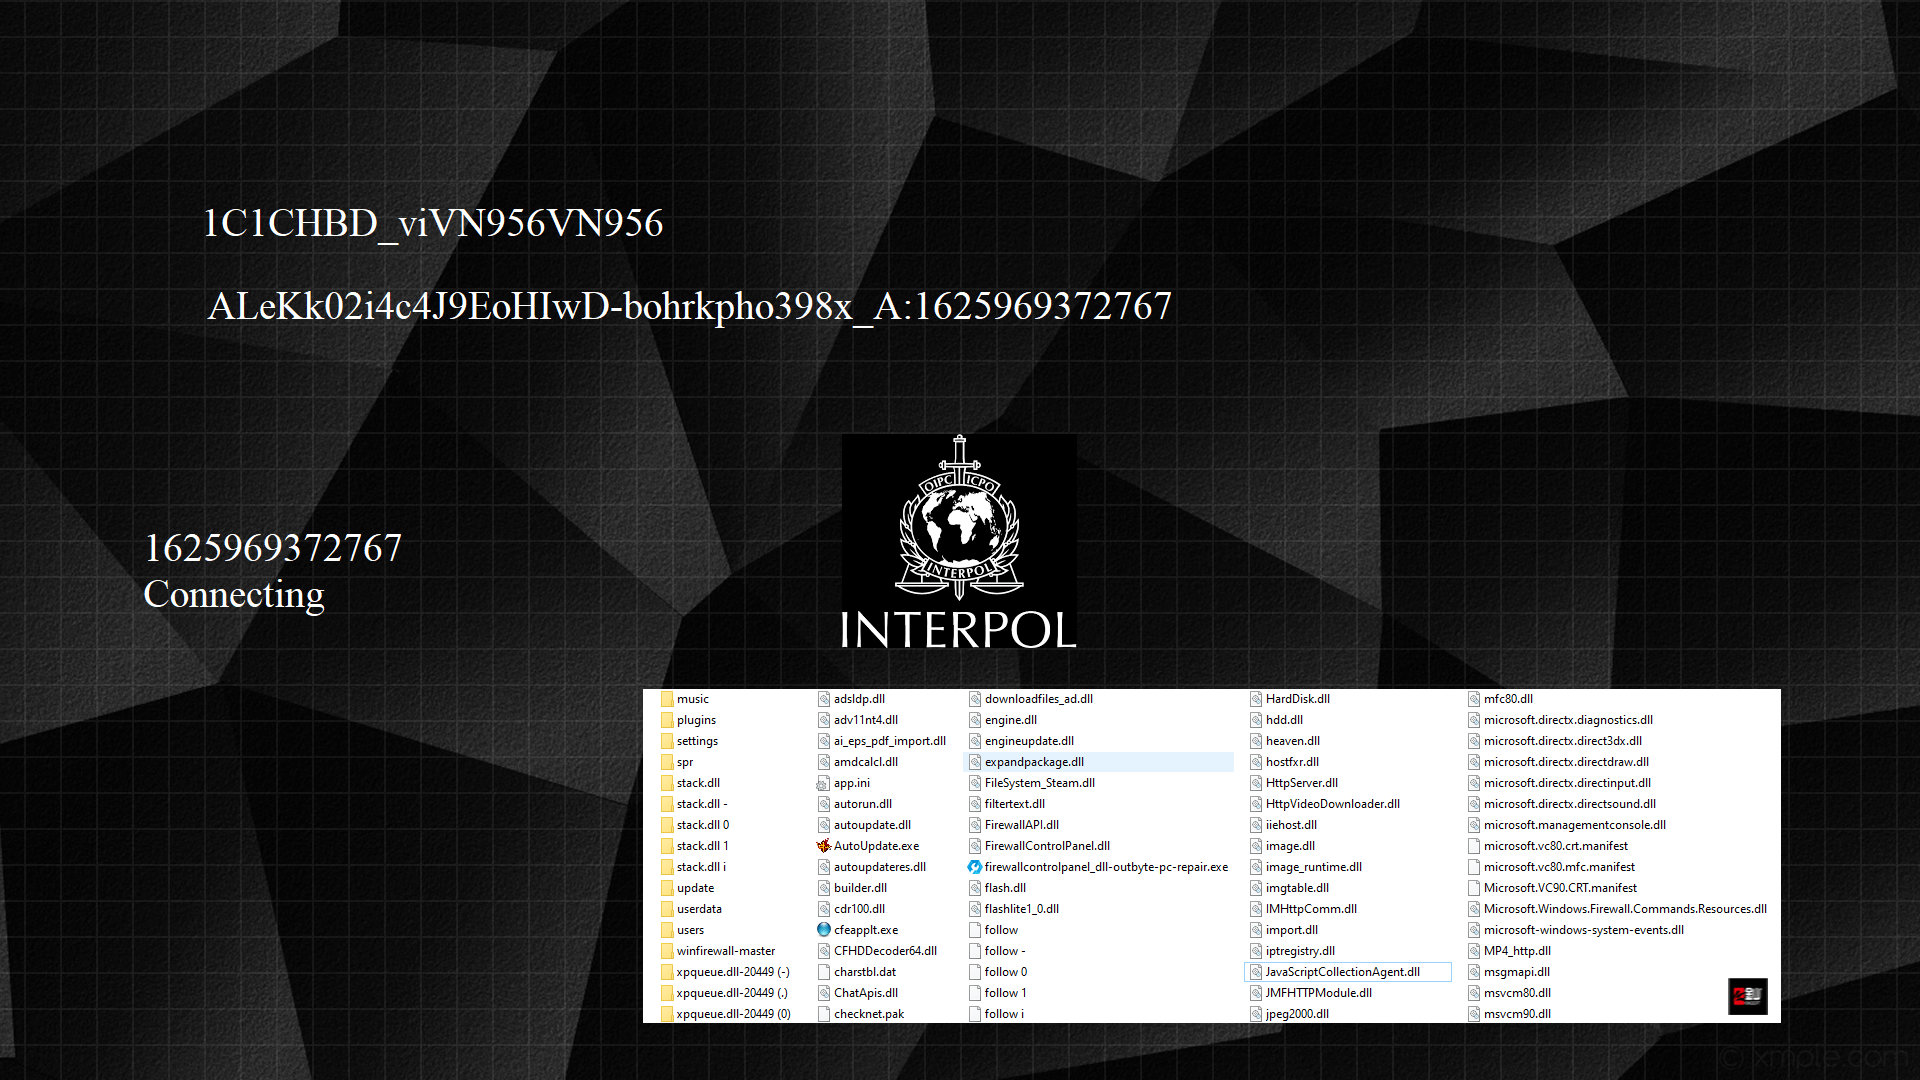 1C1CHBD_viVN956VN956
ALeKk02i4c4J9EoHIwD-bohrkpho398x_A:1625969372767
1625969372767
Connecting
OIPC ICPO
INTERPOL
INTERPOL
music
plugins
settings
spr
stack.dll
stack.dll -
stack.dll 0
stack.dll 1
stack.dll i
update
userdata
users
winfirewall-master
xpqueue.dll-20449 (-)
xpqueue.dll-20449 (.)
xpqueue.dll-20449 (0)
adsldp.dll
adv11nt4.dll
ai_eps_pdf_import.dll
amdcalcl.dll
app.ini
autorun.dll
autoupdate.dll
AutoUpdate.exe
autoupdateres.dll
builder.dll
cdr100.dll
cfeapplt.exe
CFHDDecoder64.dll
charstbl.dat
ChatApis.dll
checknet.pak
downloadfiles_ad.dll
engine.dll
engineupdate.dll
expandpackage.dll
FileSystem_Steam.dll
filtertext.dll
FirewallAPI.dll
FirewallControlPanel.dll
firewallcontrolpanel_dll-outbyte-pc-repair.exe
flash.dll
flashlite1_0.dll
follow
follow -
follow 0
follow 1
follow i
HardDisk.dll
hdd.dll
heaven.dll
hostfxr.dll
HttpServer.dll
HttpVideoDownloader.dll
iiehost.dll
image.dll
image_runtime.dll
imgtable.dll
IMHttpComm.dll
import.dll
iptregistry.dll
JavaScriptCollectionAgent.dll
JMFHTTPModule.dll
jpeg2000.dll
mfc80.dll
microsoft.directx.diagnostics.dll
microsoft.directx.direct3dx.dll
microsoft.directx.directdraw.dll
microsoft.directx.directinput.dll
microsoft.directx.directsound.dll
microsoft.managementconsole.dll
microsoft.vc80.crt.manifest
microsoft.vc80.mfc.manifest
Microsoft.VC90.CRT.manifest
Microsoft.Windows.Firewall.Commands.Resources.dll
microsoft-windows-system-events.dll
MP4_http.dll
msgmapi.dll
msvcm80.dll
msvcm90.dll
© xmple.com